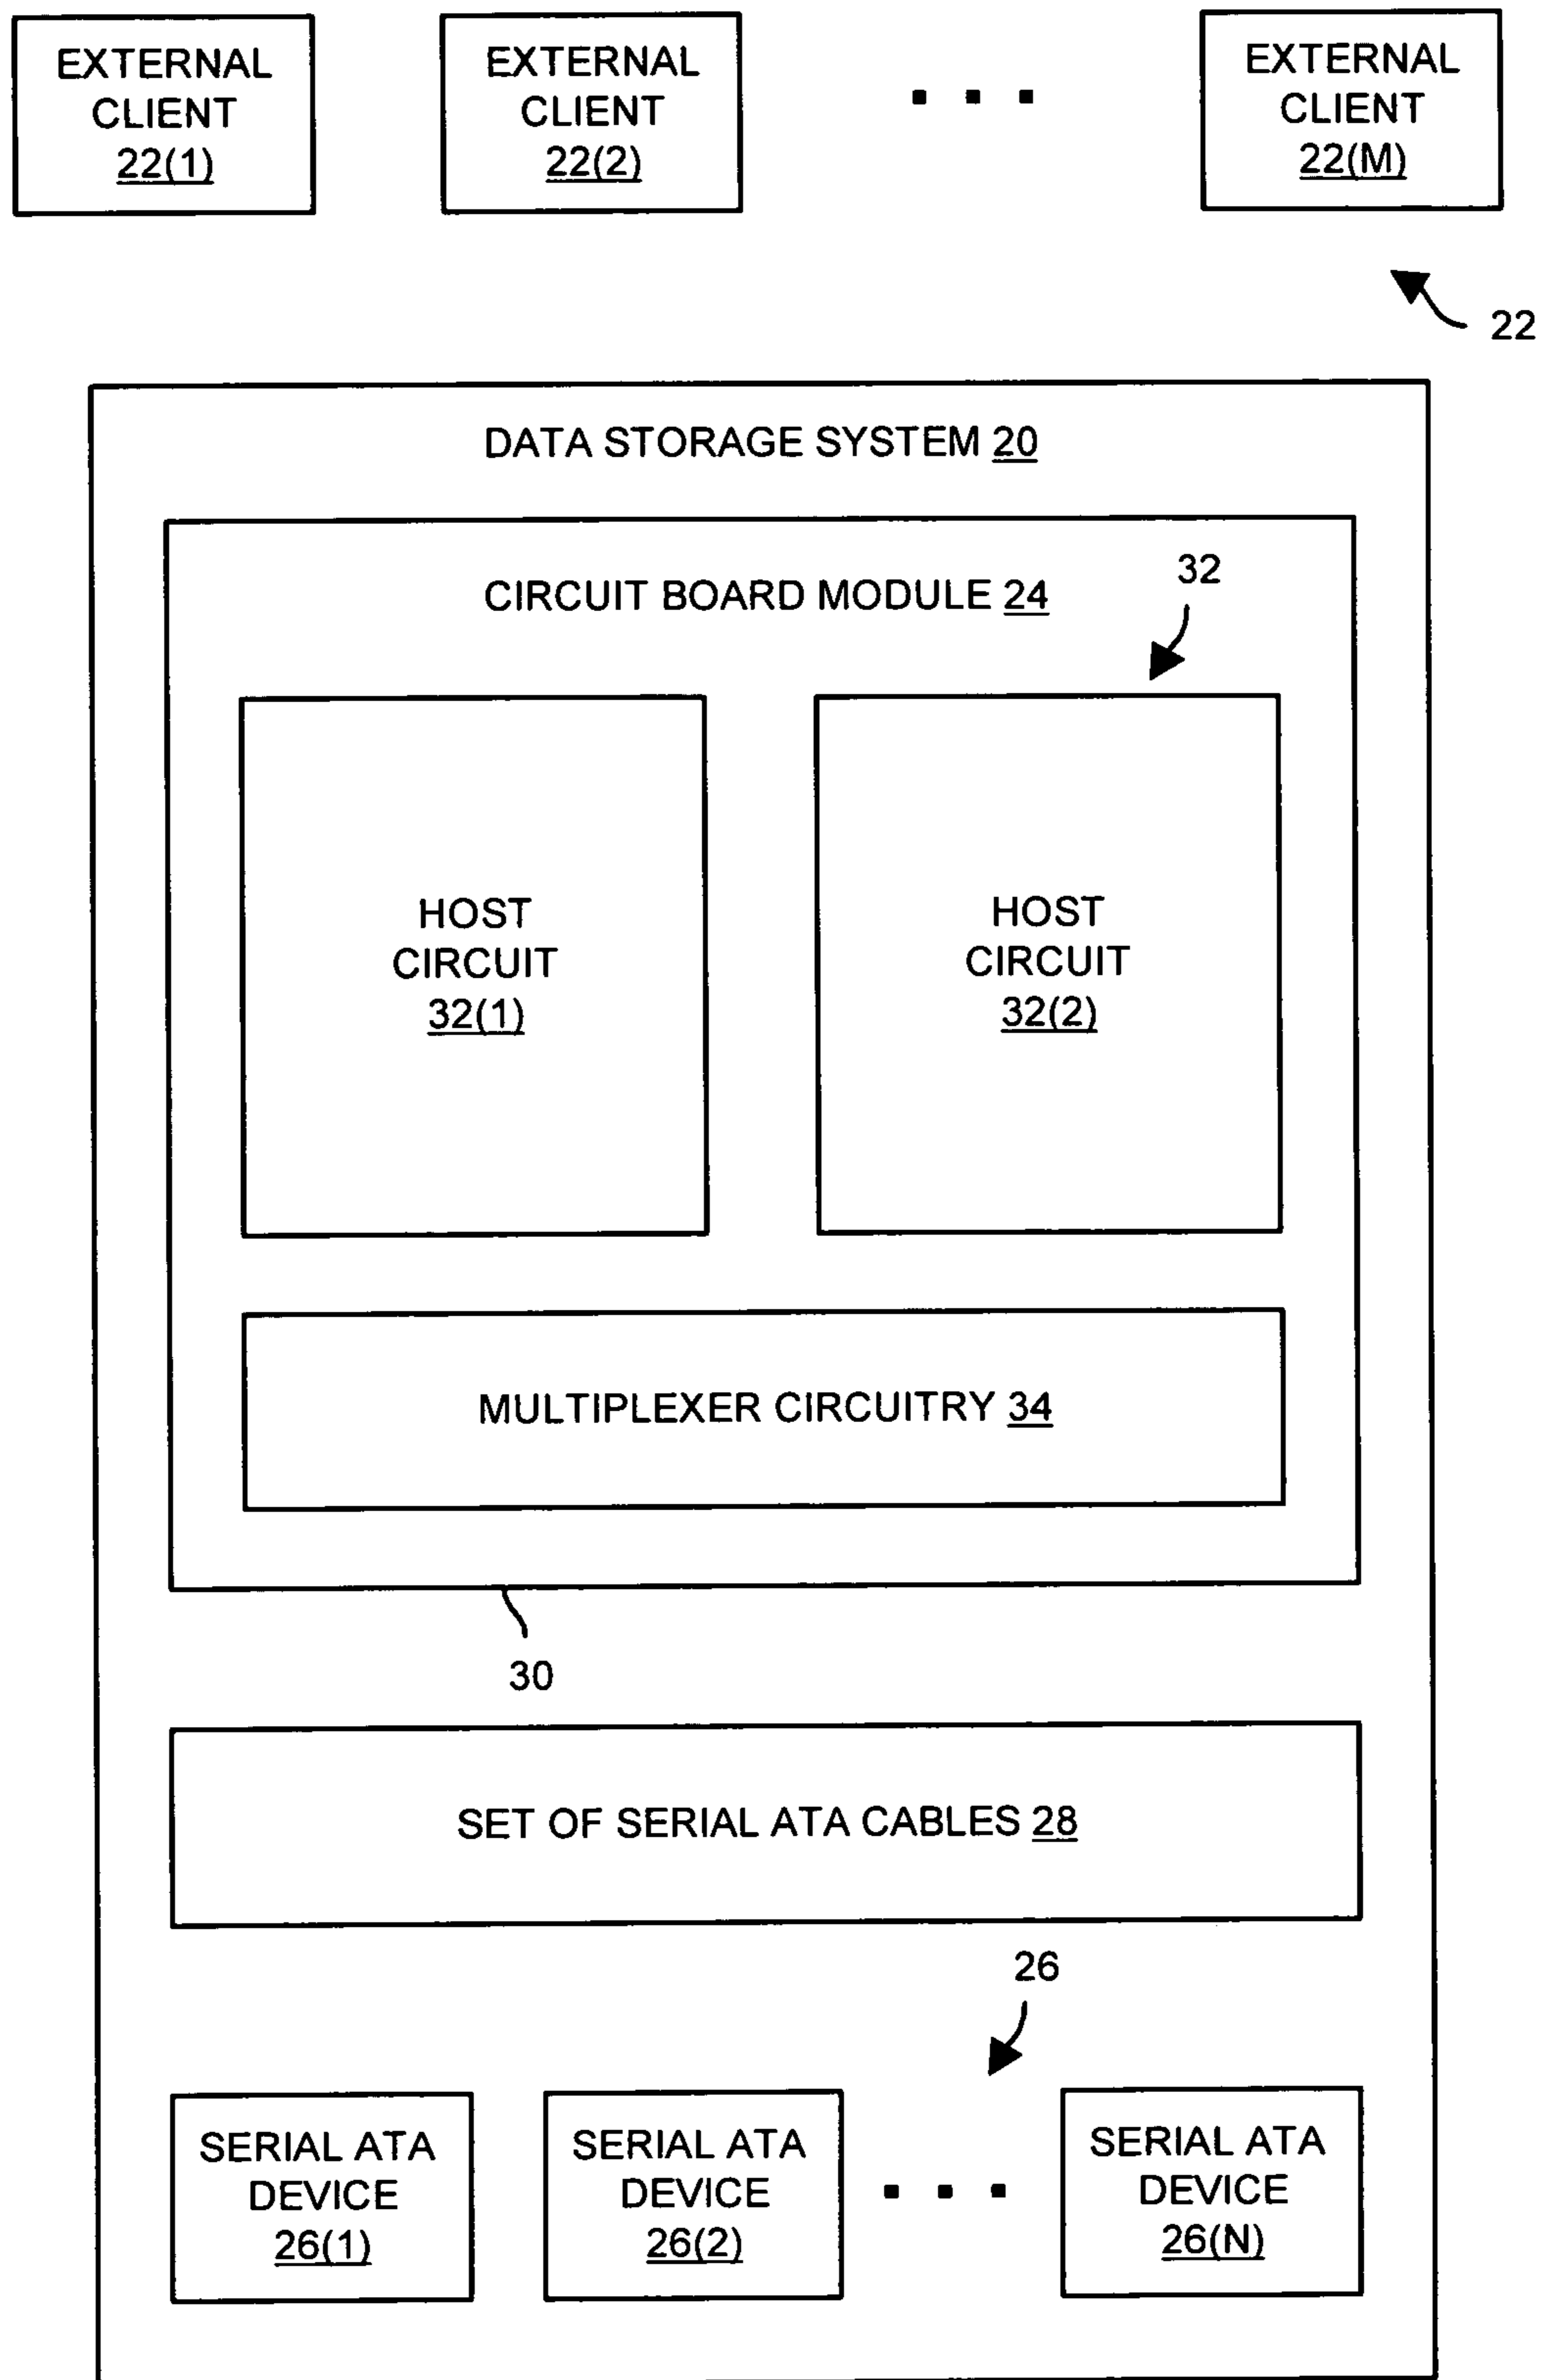 EXTERNAL
CLIENT
22(1)
EXTERNAL
CLIENT
22(2)
EXTERNAL
CLIENT
22(M)
22
DATA STORAGE SYSTEM 20
CIRCUIT BOARD MODULE 24
32
HOST
CIRCUIT
32(1)
HOST
CIRCUIT
32(2)
MULTIPLEXER CIRCUITRY 34
30
SET OF SERIAL ATA CABLES 28
26
SERIAL ATA
DEVICE
26(1)
SERIAL ATA
DEVICE
26(2)
SERIAL ATA
DEVICE
26(N)